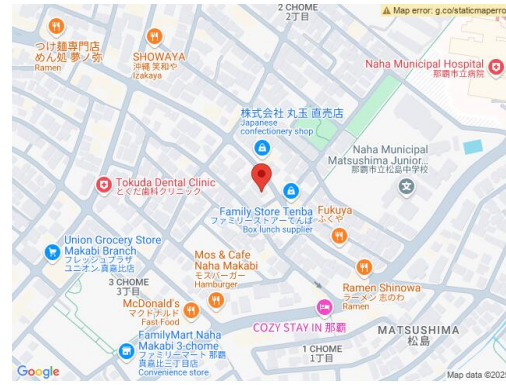 2 CHOME
2丁目
Map error: g.co/staticmaperro
つけ麺専門店
めん処 夢ノ弥
Ramen
SHOWAYA
沖縄 笑和や
Izakaya
Naha Municipal Hospital
那覇市立病院
株式会社 丸玉 直売店
Japanese
confectionery shop
Naha Municipal
Matsushima Junior...
那覇市立松島中学校
Tokuda Dental Clinic
とくだ歯科クリニック
Family Store Tenba
ファミリーストアーてんば
Box lunch supplier
Fukuya
ふくや
Union Grocery Store
Makabi Branch
フレッシュプラザ
ユニオン 真嘉比店
Mos & Cafe
Naha Makabi
モスバーガー
Hamburger
3 CHOME
3丁目
McDonald's
マクドナルド
Fast Food
Ramen Shinowa
ラーメン 志のわ
Ramen
COZY STAY IN 那覇
FamilyMart Naha
Makabi 3-chome
ファミリーマート 那覇
真嘉比三丁目店
Convenience store
1 CHOME
1丁目
MATSUSHIMA
松島
Google
Map data ©2025